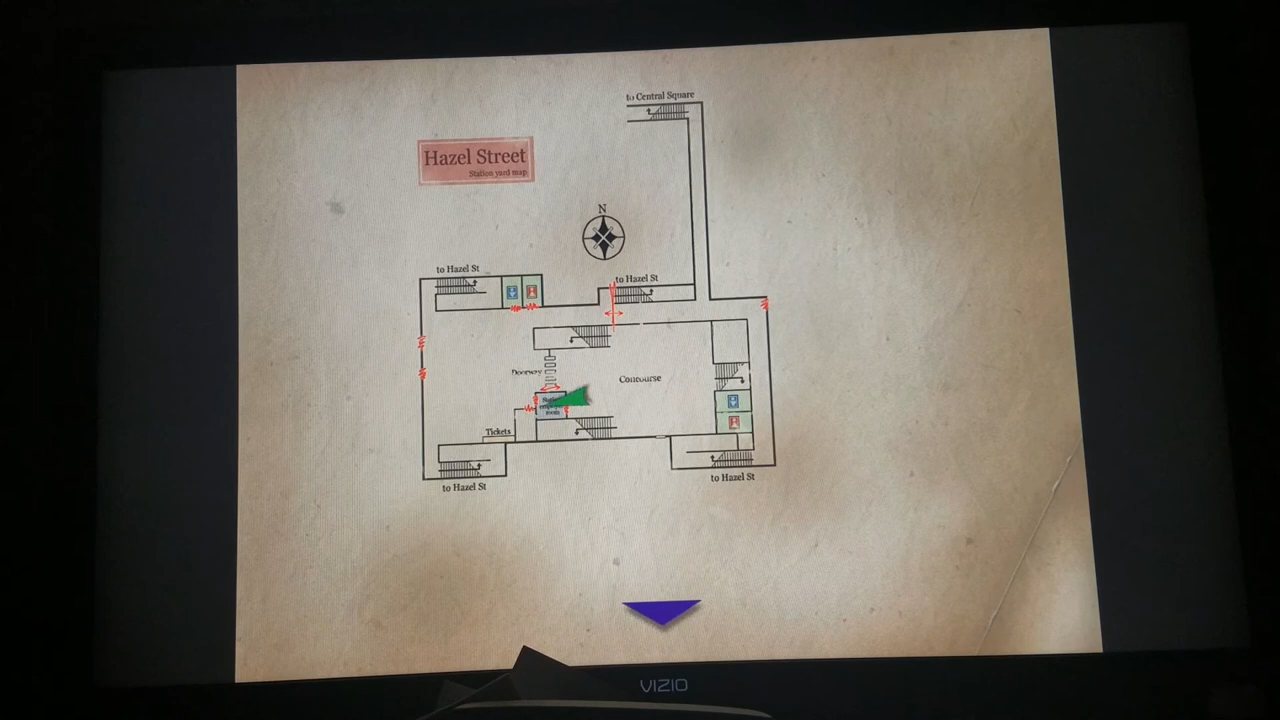 to Central Square
Hazel Street
Station yard map
N
to Hazel St
to Hazel St
Doorway
Concourse
room
Tickets
to Hazel St
to Hazel St
VIZIO